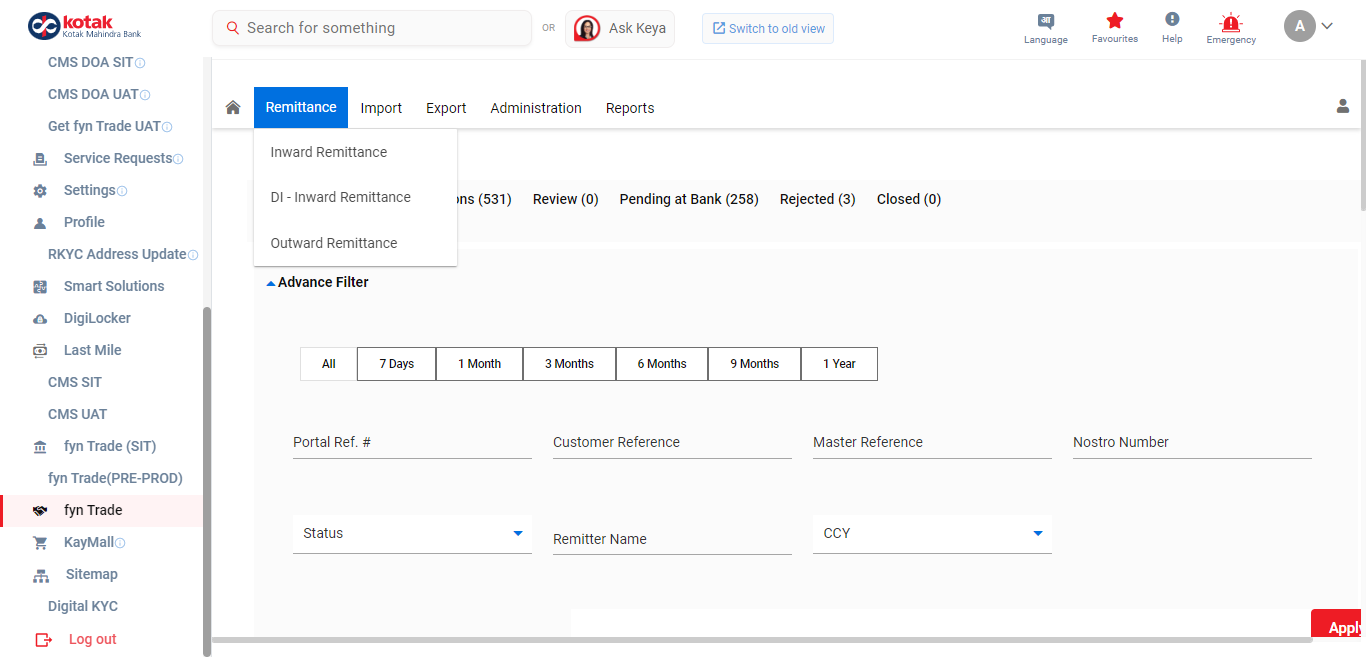 kotak
Kotak Mahindra Bank
Search for something
OR
Ask Keya
Switch to old view
अ
Language
Favourites
Help
Emergency
A
CMS DOA SIT
CMS DOA UAT
Get fyn Trade UAT
Service Requests
Settings
Profile
RKYC Address Update
Smart Solutions
DigiLocker
Last Mile
CMS SIT
CMS UAT
fyn Trade (SIT)
fyn Trade(PRE-PROD)
fyn Trade
KayMall
Sitemap
Digital KYC
Log out
Remittance Import Export Administration Reports
Inward Remittance
DI - Inward Remittance
Outward Remittance
ons (531) Review (0) Pending at Bank (258) Rejected (3) Closed (0)
Advance Filter
All 7 Days 1 Month 3 Months 6 Months 9 Months 1 Year
Portal Ref. # Customer Reference Master Reference Nostro Number
Status Remitter Name CCY
Apply